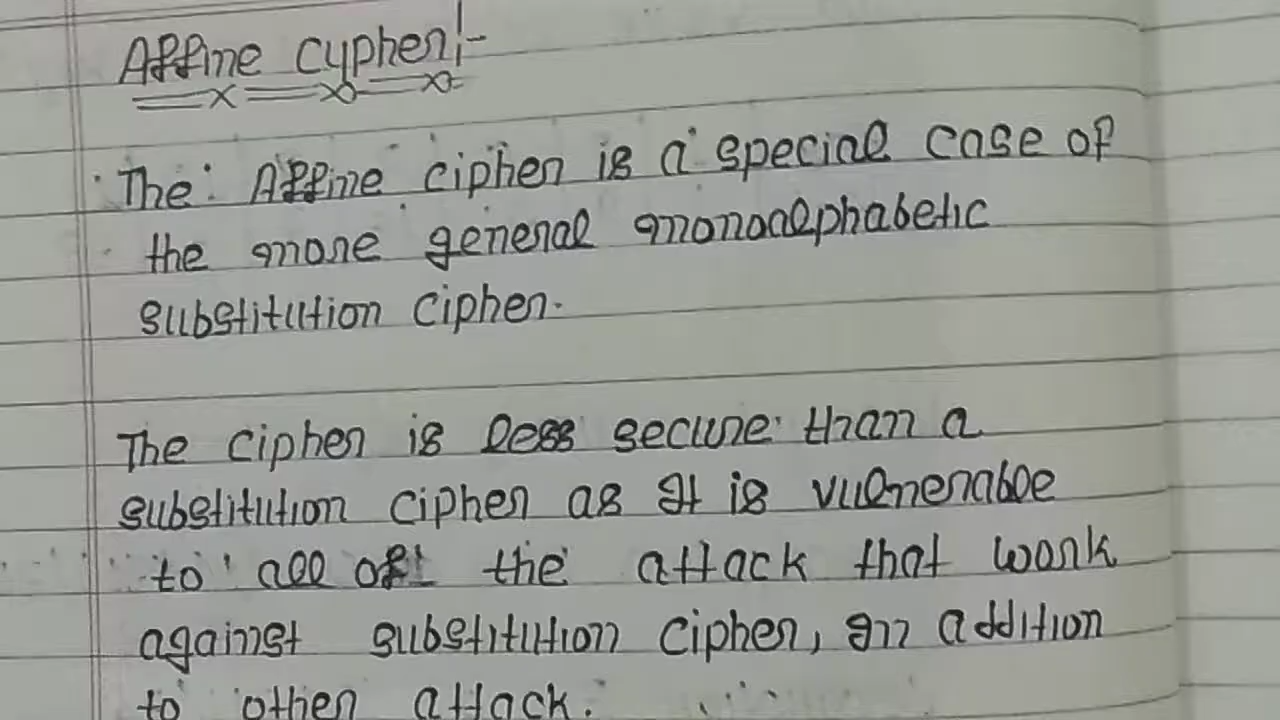 Affine Cypher:-
The Affine cipher is a special case of
the more general monoalphabetic
substitution cipher.
The cipher is less secure than a
substitution cipher as It is vulnerable
to all of the attack that work
against substitution cipher, In addition
to other attack.